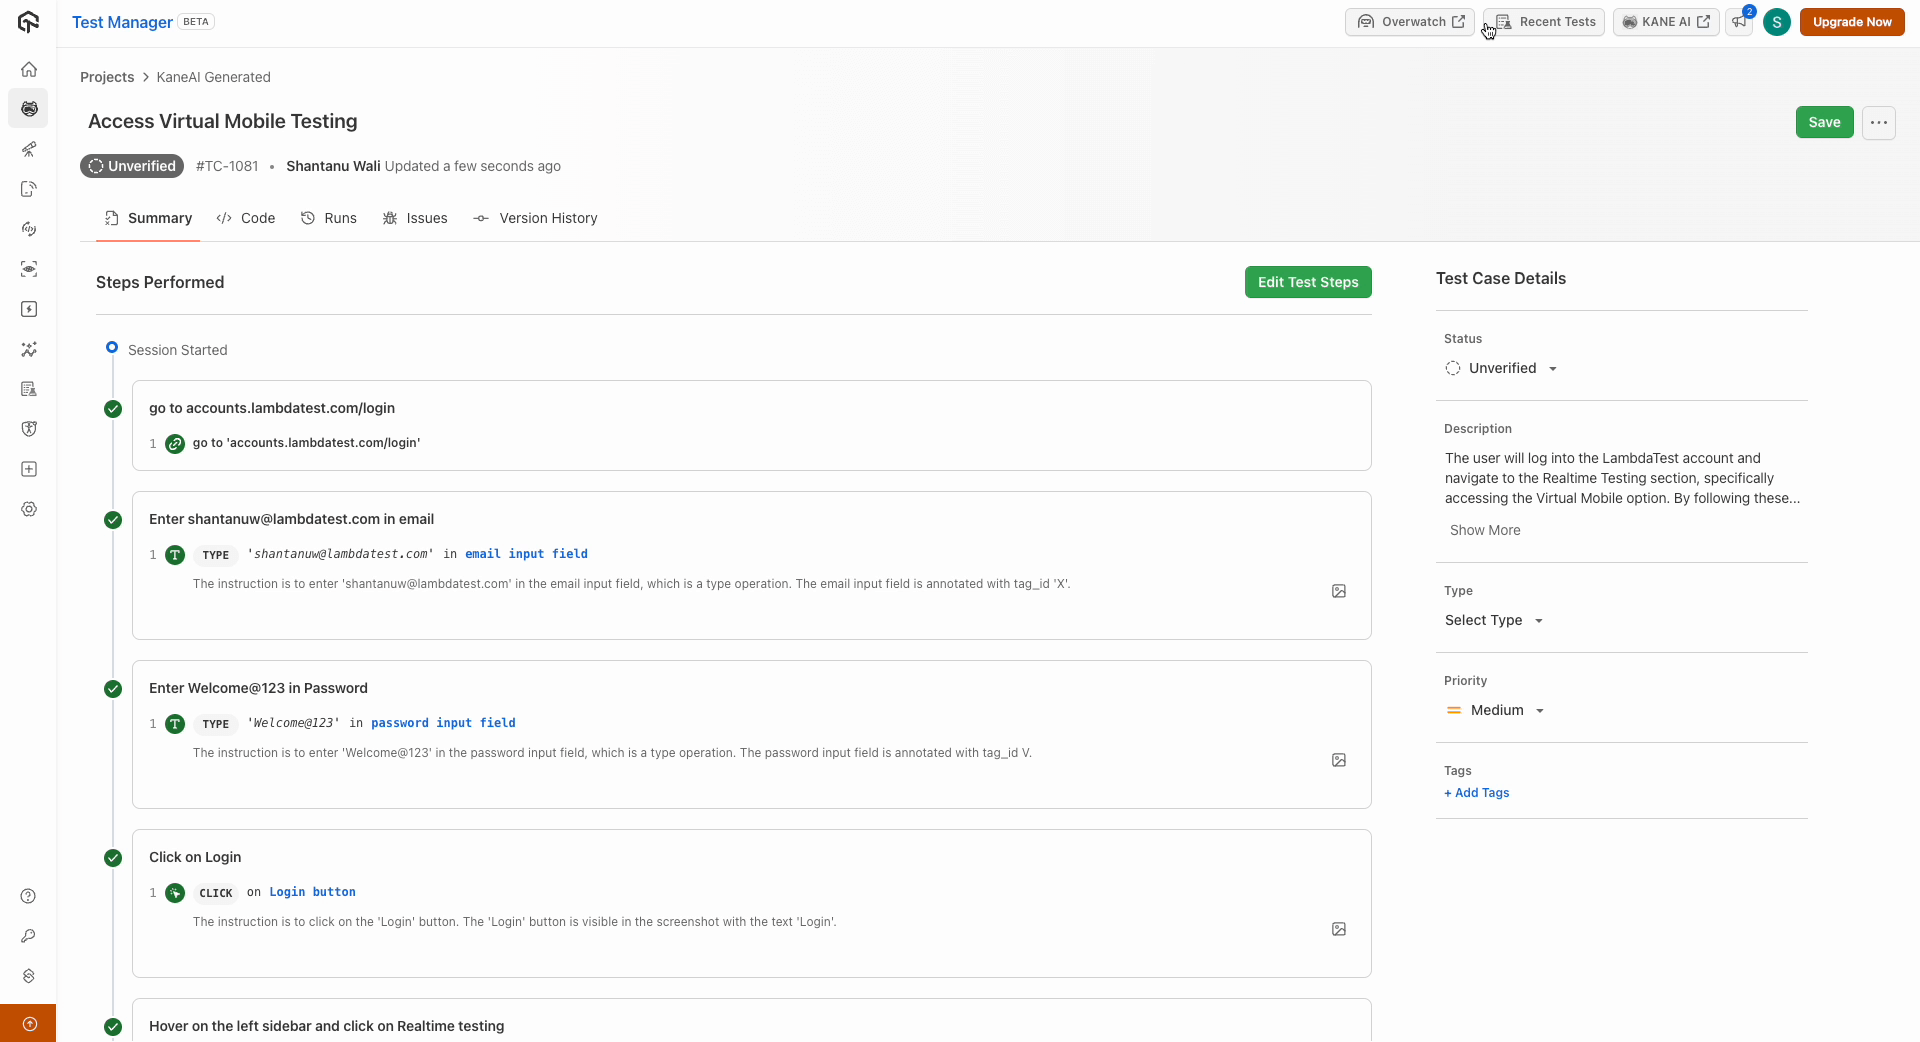 Test Manager BETA
Overwatch Recent Tests KANE AI 2 S Upgrade Now
Projects > KaneAI Generated
Access Virtual Mobile Testing
Save ...
Unverified #TC-1081 • Shantanu Wali Updated a few seconds ago
Summary </> Code Runs Issues Version History
Steps Performed
Edit Test Steps
Session Started
go to accounts.lambdatest.com/login
1 go to 'accounts.lambdatest.com/login'
Enter shantanuw@lambdatest.com in email
1 T TYPE 'shantanuw@lambdatest.com' in email input field
The instruction is to enter 'shantanuw@lambdatest.com' in the email input field, which is a type operation. The email input field is annotated with tag_id 'X'.
Enter Welcome@123 in Password
1 T TYPE 'Welcome@123' in password input field
The instruction is to enter 'Welcome@123' in the password input field, which is a type operation. The password input field is annotated with tag_id V.
Click on Login
1 CLICK on Login button
The instruction is to click on the 'Login' button. The 'Login' button is visible in the screenshot with the text 'Login'.
Hover on the left sidebar and click on Realtime testing
Test Case Details
Status
Unverified
Description
The user will log into the LambdaTest account and
navigate to the Realtime Testing section, specifically
accessing the Virtual Mobile option. By following these...
Show More
Type
Select Type
Priority
Medium
Tags
+ Add Tags